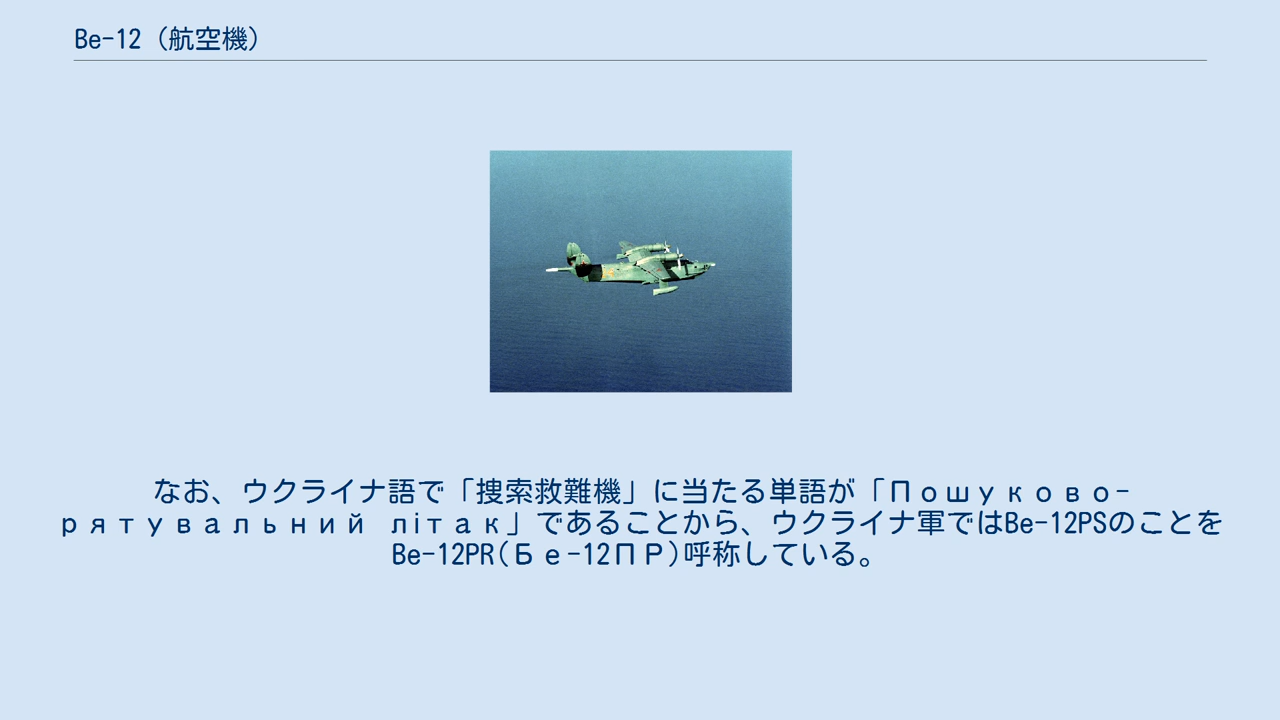 Be-12（航空機）
なお、ウクライナ語で「捜索救難機」に当たる単語が「Пошуково-
рятувальний літак」であることから、ウクライナ軍ではBe-12PSのことを
Be-12PR(Бе-12ПР)呼称している。